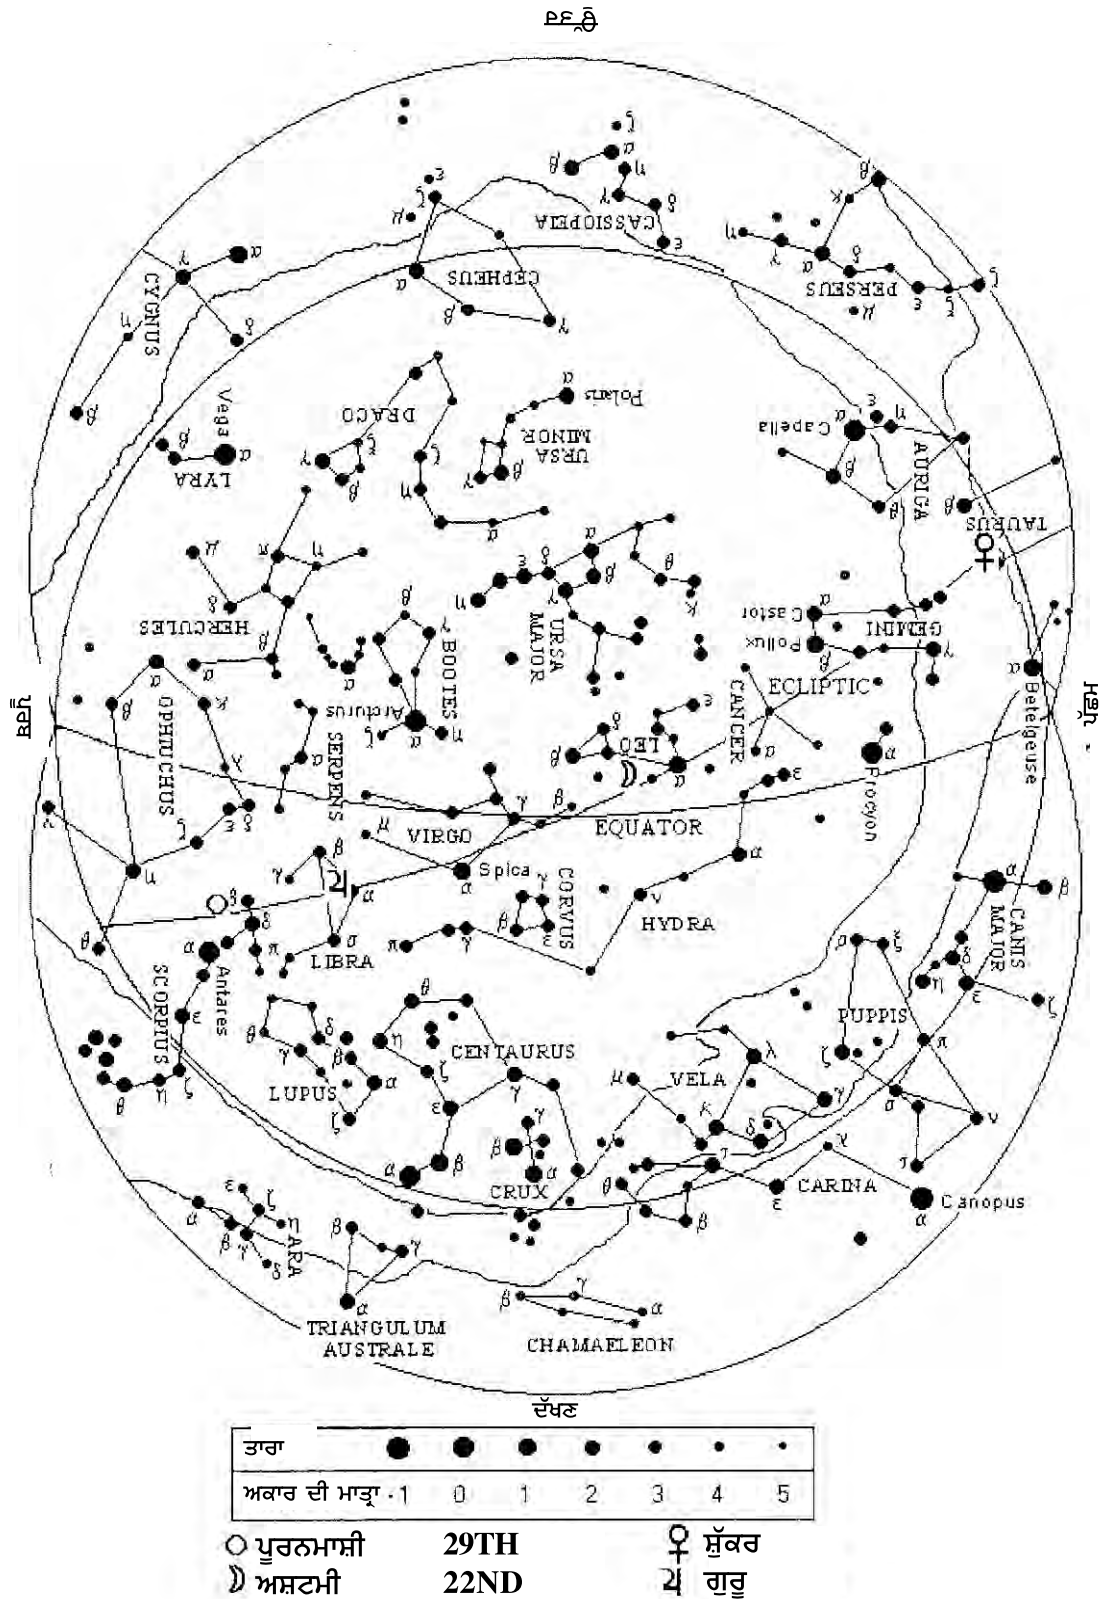 ਉੱਤਰ
CASSIOPEIA
CEPHEUS
PERSEUS
CYGNUS
DRACO
Polaris
URSA
MINOR
Vega
LYRA
Capella
AURIGA
TAURUS
HERCULES
BOOTES
Arcturus
URSA
MAJOR
Castor
Pollux
GEMINI
ECLIPTIC
CANCER
LEO
Betelgeuse
Procyon
ਪੂਰਬ
ਪੱਛਮ
OPHIUCHUS
SERPENS
VIRGO
EQUATOR
Spica
CORVUS
HYDRA
LIBRA
CANIS
MAJOR
Antares
SCORPIUS
PUPPIS
CENTAURUS
LUPUS
VELA
CRUX
CARINA
Canopus
ARA
TRIANGULUM
AUSTRALE
CHAMAELEON
ਦੱਖਣ
ਤਾਰਾ
ਅਕਾਰ ਦੀ ਮਾਤ੍ਰਾ -1 0 1 2 3 4 5
ਪੂਰਨਮਾਸ਼ੀ 29TH ♀ ਸ਼ੁੱਕਰ
ਅਸ਼ਟਮੀ 22ND ♃ ਗੁਰੂ